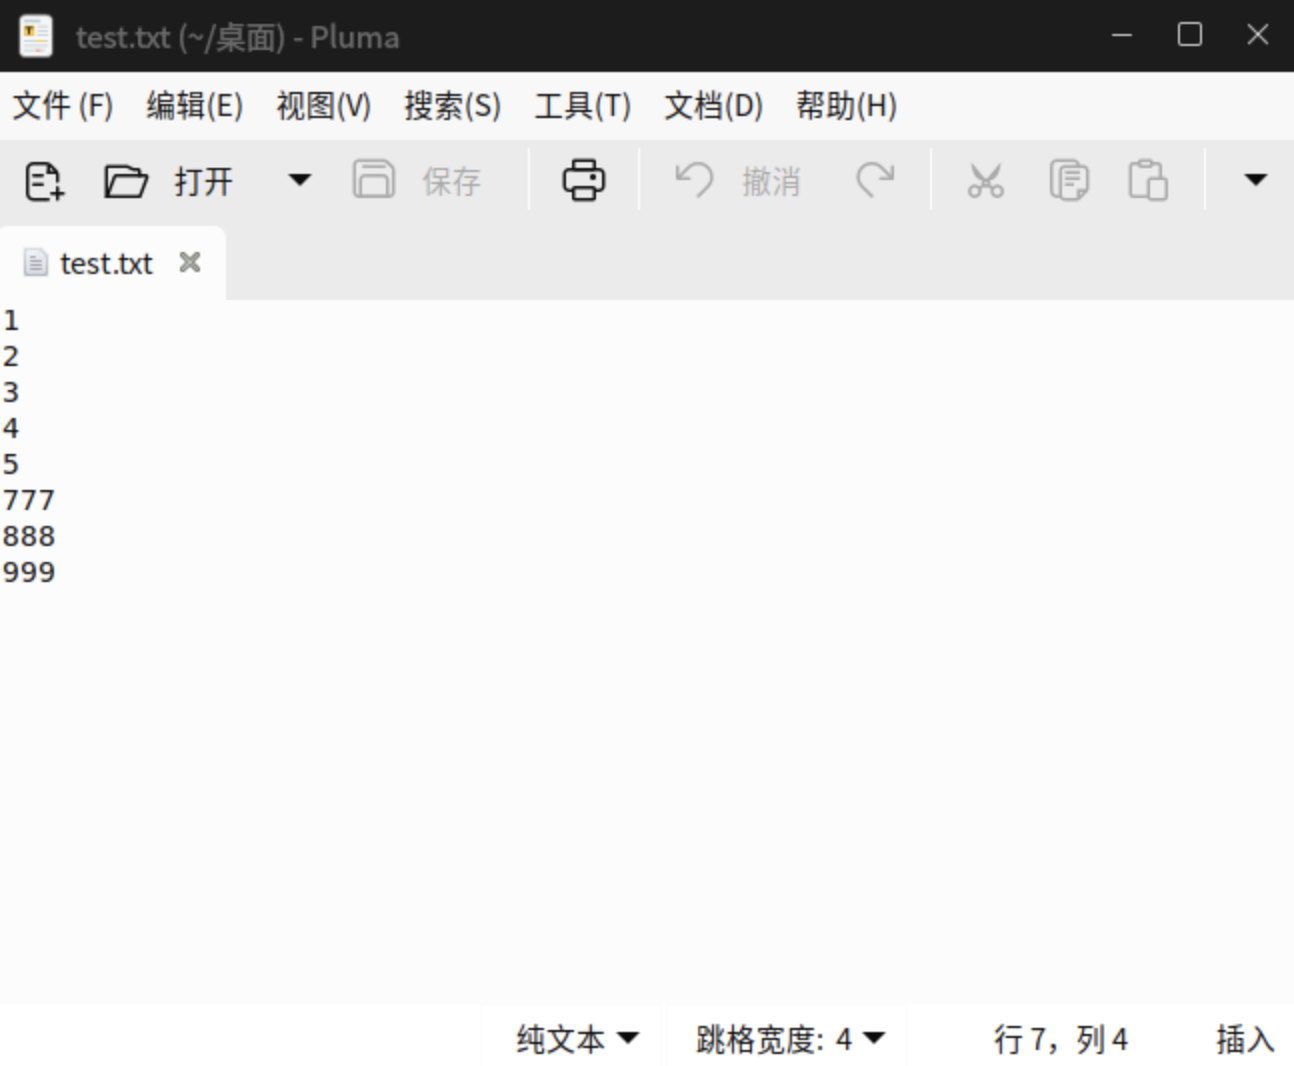 test.txt (~/桌面) - Pluma
文件 (F) 编辑(E) 视图(V) 搜索(S) 工具(T) 文档(D) 帮助(H)
打开 保存 撤消
test.txt
1
2
3
4
5
777
888
999
纯文本 跳格宽度: 4 行 7，列 4 插入